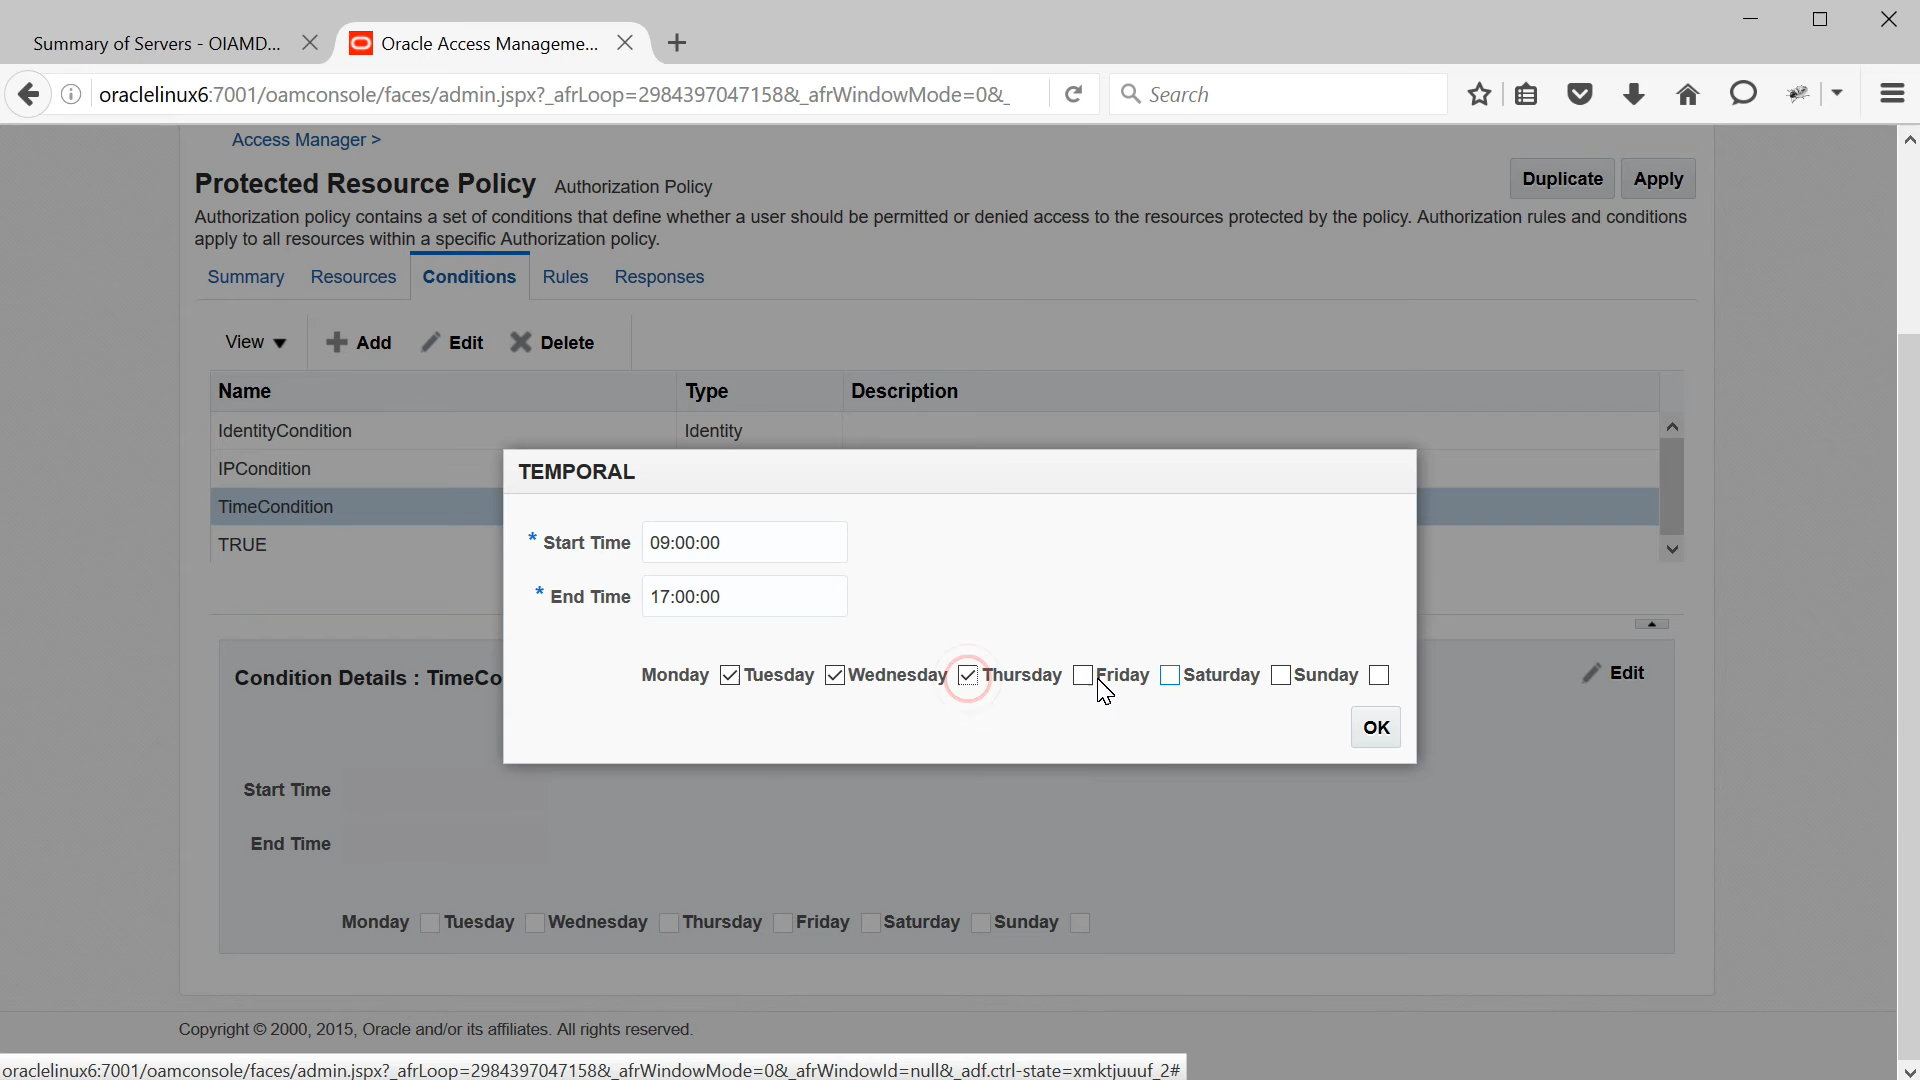 Summary of Servers - OIAMD...
Oracle Access Manageme...
oraclelinux6:7001/oamconsole/faces/admin.jspx?_afrLoop=2984397047158&_afrWindowMode=0&_
Search
Access Manager >
Protected Resource Policy Authorization Policy
Duplicate Apply
Authorization policy contains a set of conditions that define whether a user should be permitted or denied access to the resources protected by the policy. Authorization rules and conditions
apply to all resources within a specific Authorization policy.
Summary Resources Conditions Rules Responses
View Add Edit Delete
Name Type Description
IdentityCondition Identity
IPCondition
TimeCondition
TRUE
TEMPORAL
* Start Time 09:00:00
* End Time 17:00:00
Monday Tuesday Wednesday Thursday Friday Saturday Sunday
OK
Condition Details : TimeCo
Edit
Start Time
End Time
Monday Tuesday Wednesday Thursday Friday Saturday Sunday
Copyright © 2000, 2015, Oracle and/or its affiliates. All rights reserved.
oraclelinux6:7001/oamconsole/faces/admin.jspx?_afrLoop=2984397047158&_afrWindowMode=0&_afrWindowId=null&_adf.ctrl-state=xmktjuuuf_2#